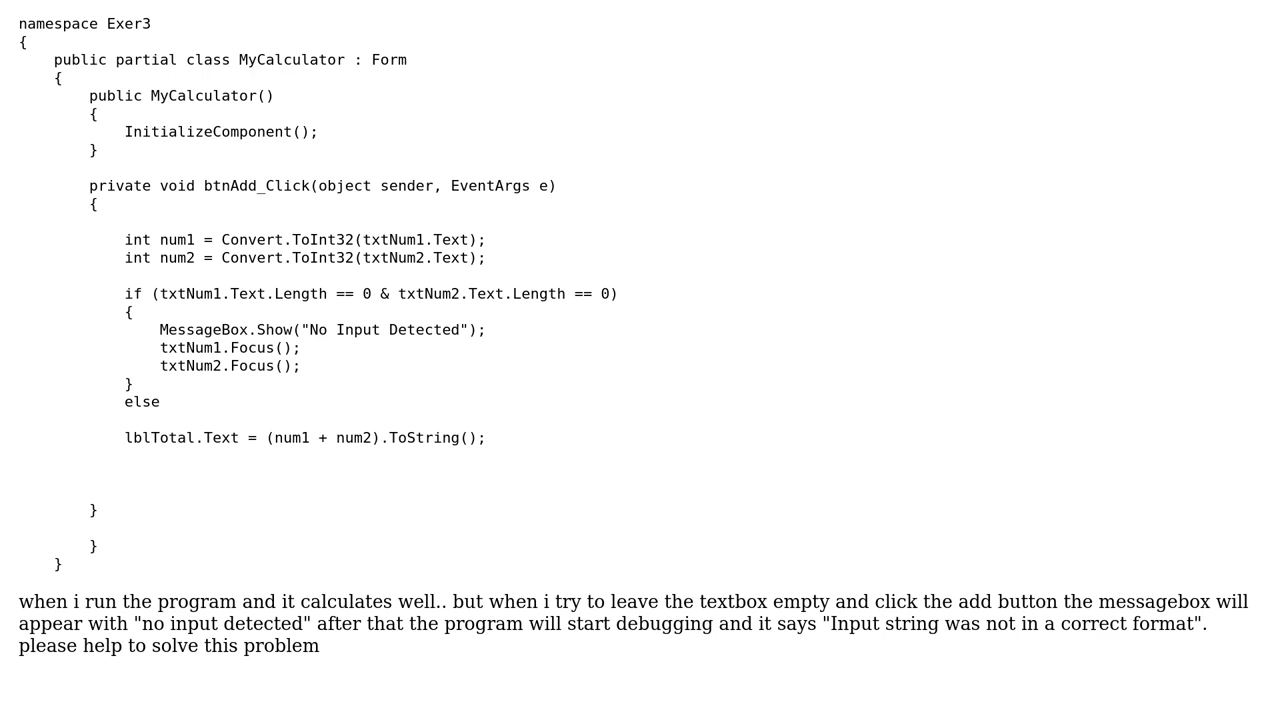 namespace Exer3
{
    public partial class MyCalculator : Form
    {
        public MyCalculator()
        {
            InitializeComponent();
        }

        private void btnAdd_Click(object sender, EventArgs e)
        {

            int num1 = Convert.ToInt32(txtNum1.Text);
            int num2 = Convert.ToInt32(txtNum2.Text);

            if (txtNum1.Text.Length == 0 & txtNum2.Text.Length == 0)
            {
                MessageBox.Show("No Input Detected");
                txtNum1.Focus();
                txtNum2.Focus();
            }
            else

            lblTotal.Text = (num1 + num2).ToString();



        }

        }
    }
when i run the program and it calculates well.. but when i try to leave the textbox empty and click the add button the messagebox will
appear with "no input detected" after that the program will start debugging and it says "Input string was not in a correct format".
please help to solve this problem